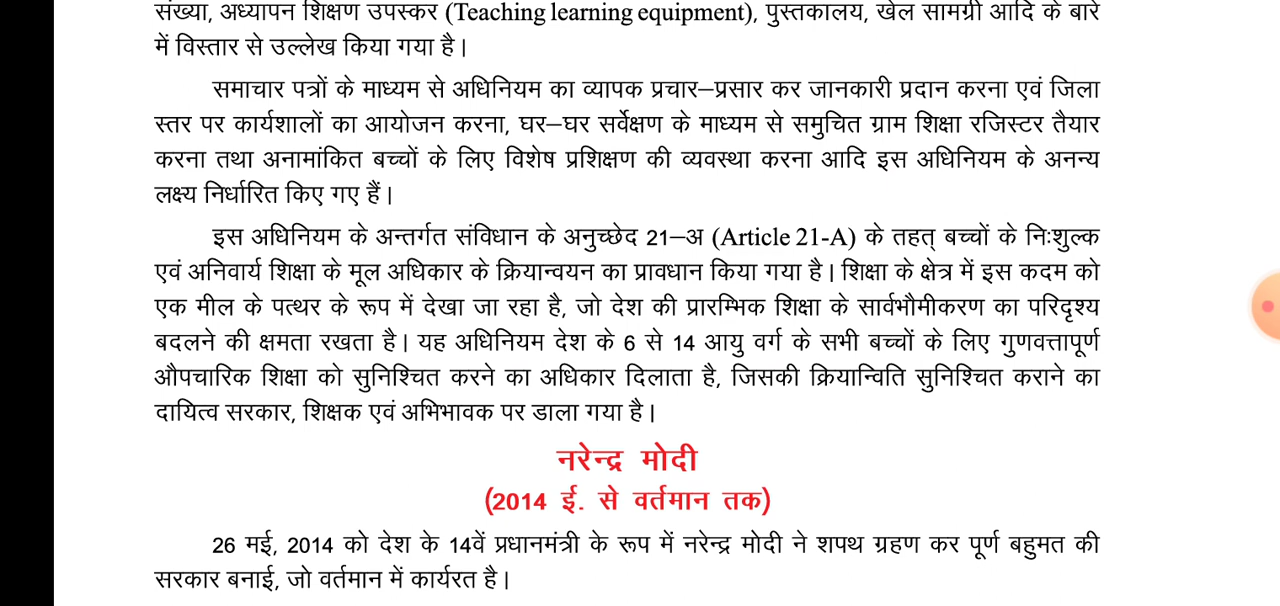 संख्या, अध्यापन शिक्षण उपस्कर (Teaching learning equipment), पुस्तकालय, खेल सामग्री आदि के बारे
में विस्तार से उल्लेख किया गया है।
समाचार पत्रों के माध्यम से अधिनियम का व्यापक प्रचार–प्रसार कर जानकारी प्रदान करना एवं जिला
स्तर पर कार्यशालों का आयोजन करना, घर–घर सर्वेक्षण के माध्यम से समुचित ग्राम शिक्षा रजिस्टर तैयार
करना तथा अनामांकित बच्चों के लिए विशेष प्रशिक्षण की व्यवस्था करना आदि इस अधिनियम के अनन्य
लक्ष्य निर्धारित किए गए हैं।
इस अधिनियम के अन्तर्गत संविधान के अनुच्छेद 21–अ (Article 21-A) के तहत् बच्चों के निःशुल्क
एवं अनिवार्य शिक्षा के मूल अधिकार के क्रियान्वयन का प्रावधान किया गया है। शिक्षा के क्षेत्र में इस कदम को
एक मील के पत्थर के रूप में देखा जा रहा है, जो देश की प्रारम्भिक शिक्षा के सार्वभौमीकरण का परिदृश्य
बदलने की क्षमता रखता है। यह अधिनियम देश के 6 से 14 आयु वर्ग के सभी बच्चों के लिए गुणवत्तापूर्ण
औपचारिक शिक्षा को सुनिश्चित करने का अधिकार दिलाता है, जिसकी क्रियान्विति सुनिश्चित कराने का
दायित्व सरकार, शिक्षक एवं अभिभावक पर डाला गया है।
नरेन्द्र मोदी
(2014 ई. से वर्तमान तक)
26 मई, 2014 को देश के 14वें प्रधानमंत्री के रूप में नरेन्द्र मोदी ने शपथ ग्रहण कर पूर्ण बहुमत की
सरकार बनाई, जो वर्तमान में कार्यरत है।